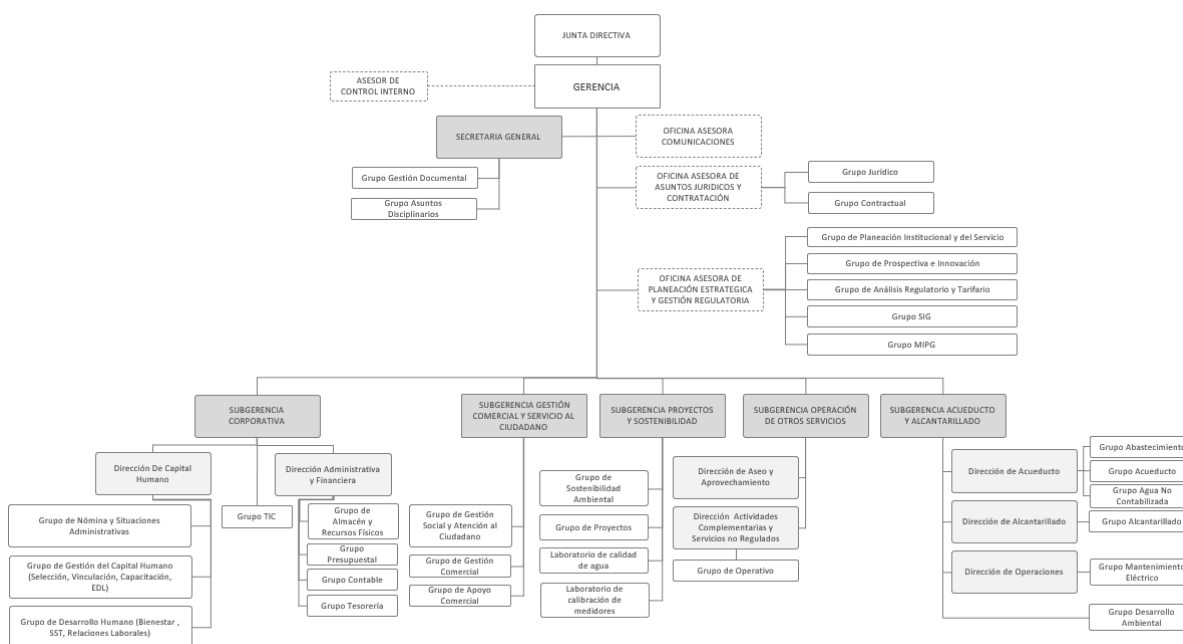 JUNTA DIRECTIVA
ASESOR DE
CONTROL INTERNO
GERENCIA
SECRETARIA GENERAL
OFICINA ASESORA
COMUNICACIONES
Grupo Gestión Documental
Grupo Asuntos
Disciplinarios
OFICINA ASESORA DE
ASUNTOS JURIDICOS Y
CONTRATACIÓN
Grupo Jurídico
Grupo Contractual
OFICINA ASESORA DE
PLANEACIÓN ESTRATEGICA
Y GESTIÓN REGULATORIA
Grupo de Planeación Institucional y del Servicio
Grupo de Prospectiva e Innovación
Grupo de Análisis Regulatorio y Tarifario
Grupo SIG
Grupo MIPG
SUBGERENCIA
CORPORATIVA
Dirección De Capital
Humano
Grupo de Nómina y Situaciones
Administrativas
Grupo de Gestión del Capital Humano
(Selección, Vinculación, Capacitación,
EDL)
Grupo de Desarrollo Humano (Bienestar ,
SST, Relaciones Laborales)
Grupo TIC
Dirección Administrativa
y Financiera
Grupo de
Almacén y
Recursos Físicos
Grupo
Presupuestal
Grupo Contable
Grupo Tesorería
SUBGERENCIA GESTIÓN
COMERCIAL Y SERVICIO AL
CIUDADANO
Grupo de Gestión
Social y Atención al
Ciudadano
Grupo de Gestión
Comercial
Grupo de Apoyo
Comercial
SUBGERENCIA PROYECTOS
Y SOSTENIBILIDAD
Grupo de
Sostenibilidad
Ambiental
Grupo de Proyectos
Laboratorio de calidad
de agua
Laboratorio de
calibración de
medidores
SUBGERENCIA OPERACIÓN
DE OTROS SERVICIOS
Dirección de Aseo y
Aprovechamiento
Dirección Actividades
Complementarias y
Servicios no Regulados
Grupo de Operativo
SUBGERENCIA ACUEDUCTO
Y ALCANTARILLADO
Dirección de Acueducto
Grupo Abastecimiento
Grupo Acueducto
Grupo Agua No
Contabilizada
Dirección de Alcantarillado
Grupo Alcantarillado
Dirección de Operaciones
Grupo Mantenimiento
Eléctrico
Grupo Desarrollo
Ambiental